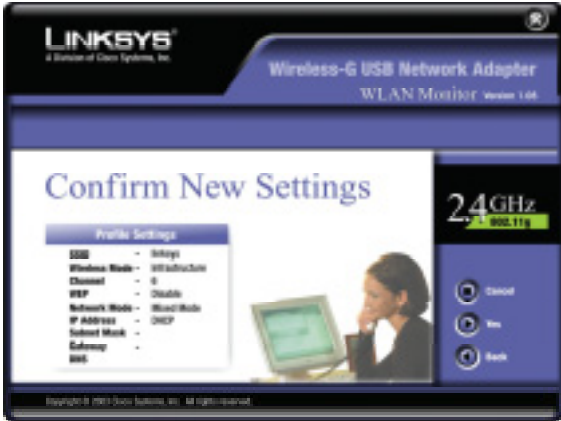 LINKSYS®
A Division of Cisco Systems, Inc.
Wireless-G USB Network Adapter
WLAN Monitor Version 1.05
Confirm New Settings
2.4 GHz
802.11g
Profile Settings
SSID - linksys
Wireless Mode - Infrastructure
Channel - 6
WEP - Disable
Network Mode - Mixed Mode
IP Address - DHCP
Subnet Mask -
Gateway -
DNS
Cancel
Yes
Back
Copyright © 2003 Cisco Systems, Inc. All rights reserved.